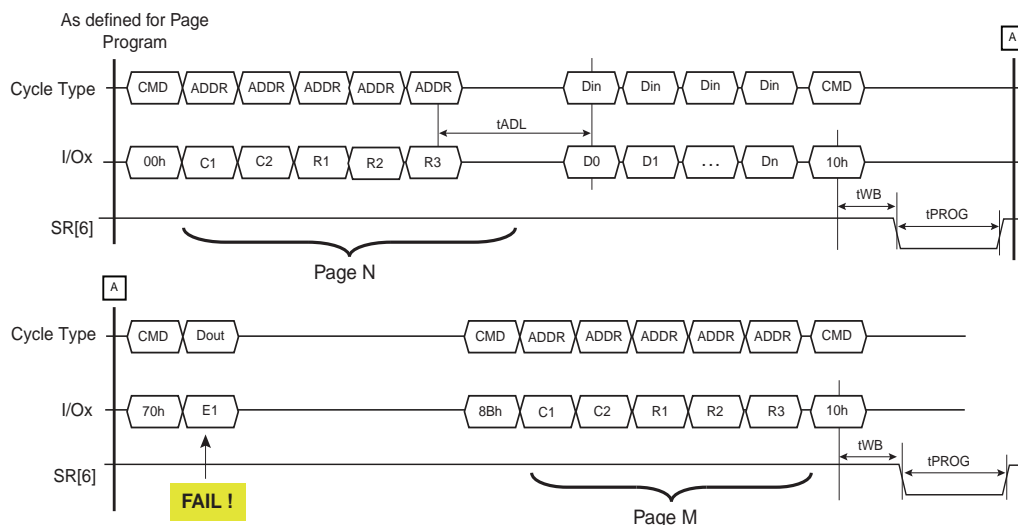 As defined for Page
Program
A
Cycle Type CMD ADDR ADDR ADDR ADDR ADDR Din Din Din Din CMD
tADL
I/Ox 00h C1 C2 R1 R2 R3 D0 D1 ... Dn 10h
tWB
tPROG
SR[6]
Page N
A
Cycle Type CMD Dout CMD ADDR ADDR ADDR ADDR ADDR CMD
I/Ox 70h E1 8Bh C1 C2 R1 R2 R3 10h
tWB
tPROG
SR[6]
FAIL !
Page M